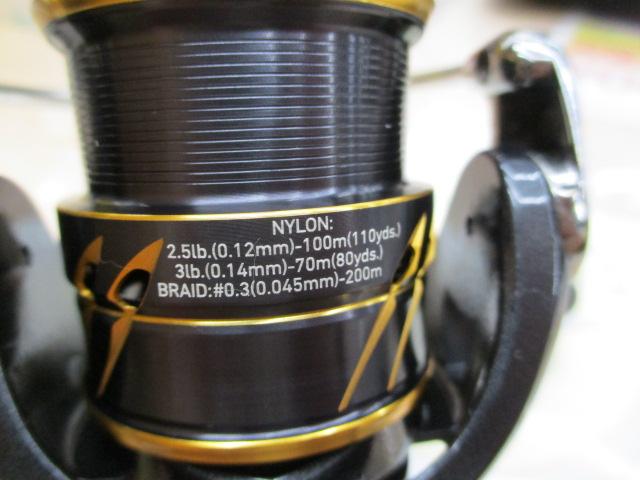 NYLON:
2.5lb.(0.12mm)-100m(110yds.)
3lb.(0.14mm)-70m(80yds.)
BRAID:#0.3(0.045mm)-200m